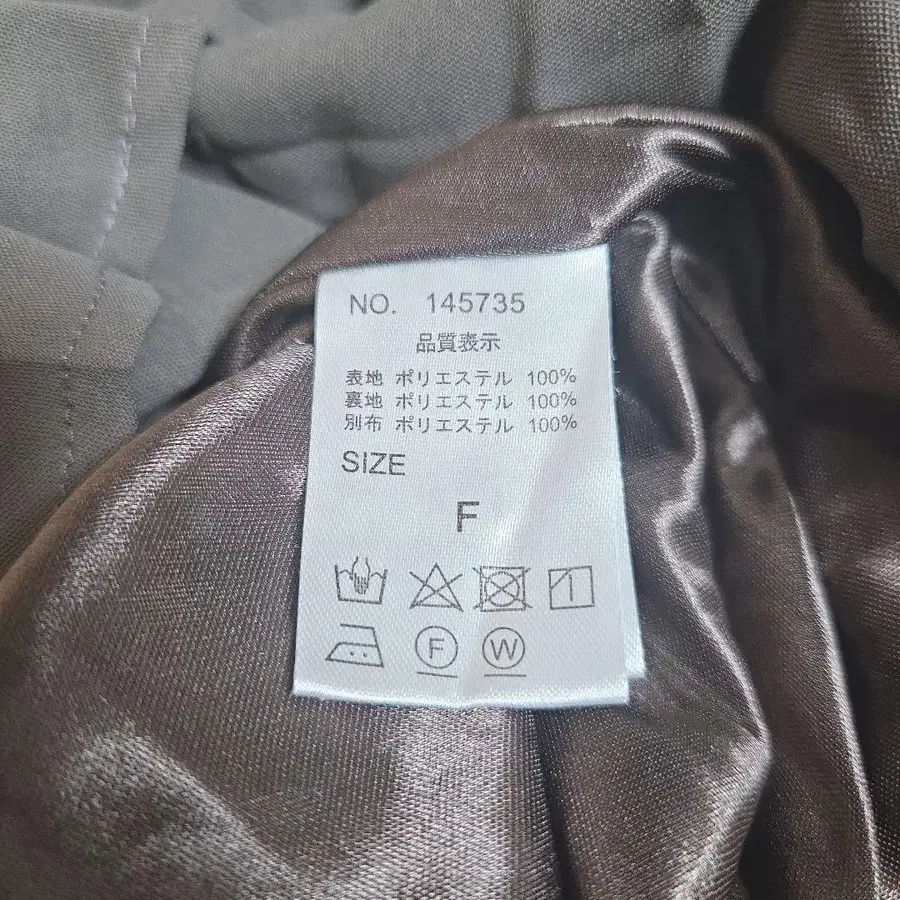 NO. 145735
品質表示
表地 ポリエステル 100%
裏地 ポリエステル 100%
別布 ポリエステル 100%
SIZE
F
F W